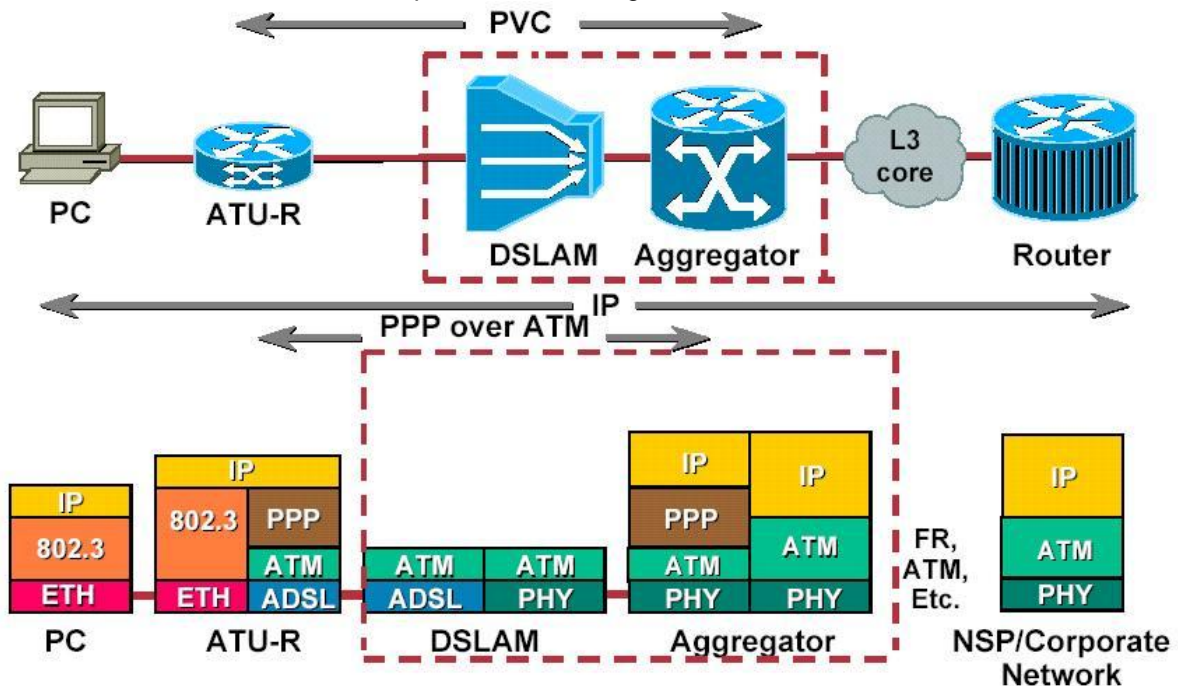 PVC
L3
core
PC
ATU-R
DSLAM
Aggregator
Router
IP
PPP over ATM
IP
802.3
ETH
IP
802.3
PPP
ATM
ETH
ADSL
ATM
ATM
ADSL
PHY
IP
IP
PPP
ATM
ATM
PHY
PHY
FR,
ATM,
Etc.
IP
ATM
PHY
PC
ATU-R
DSLAM
Aggregator
NSP/Corporate
Network